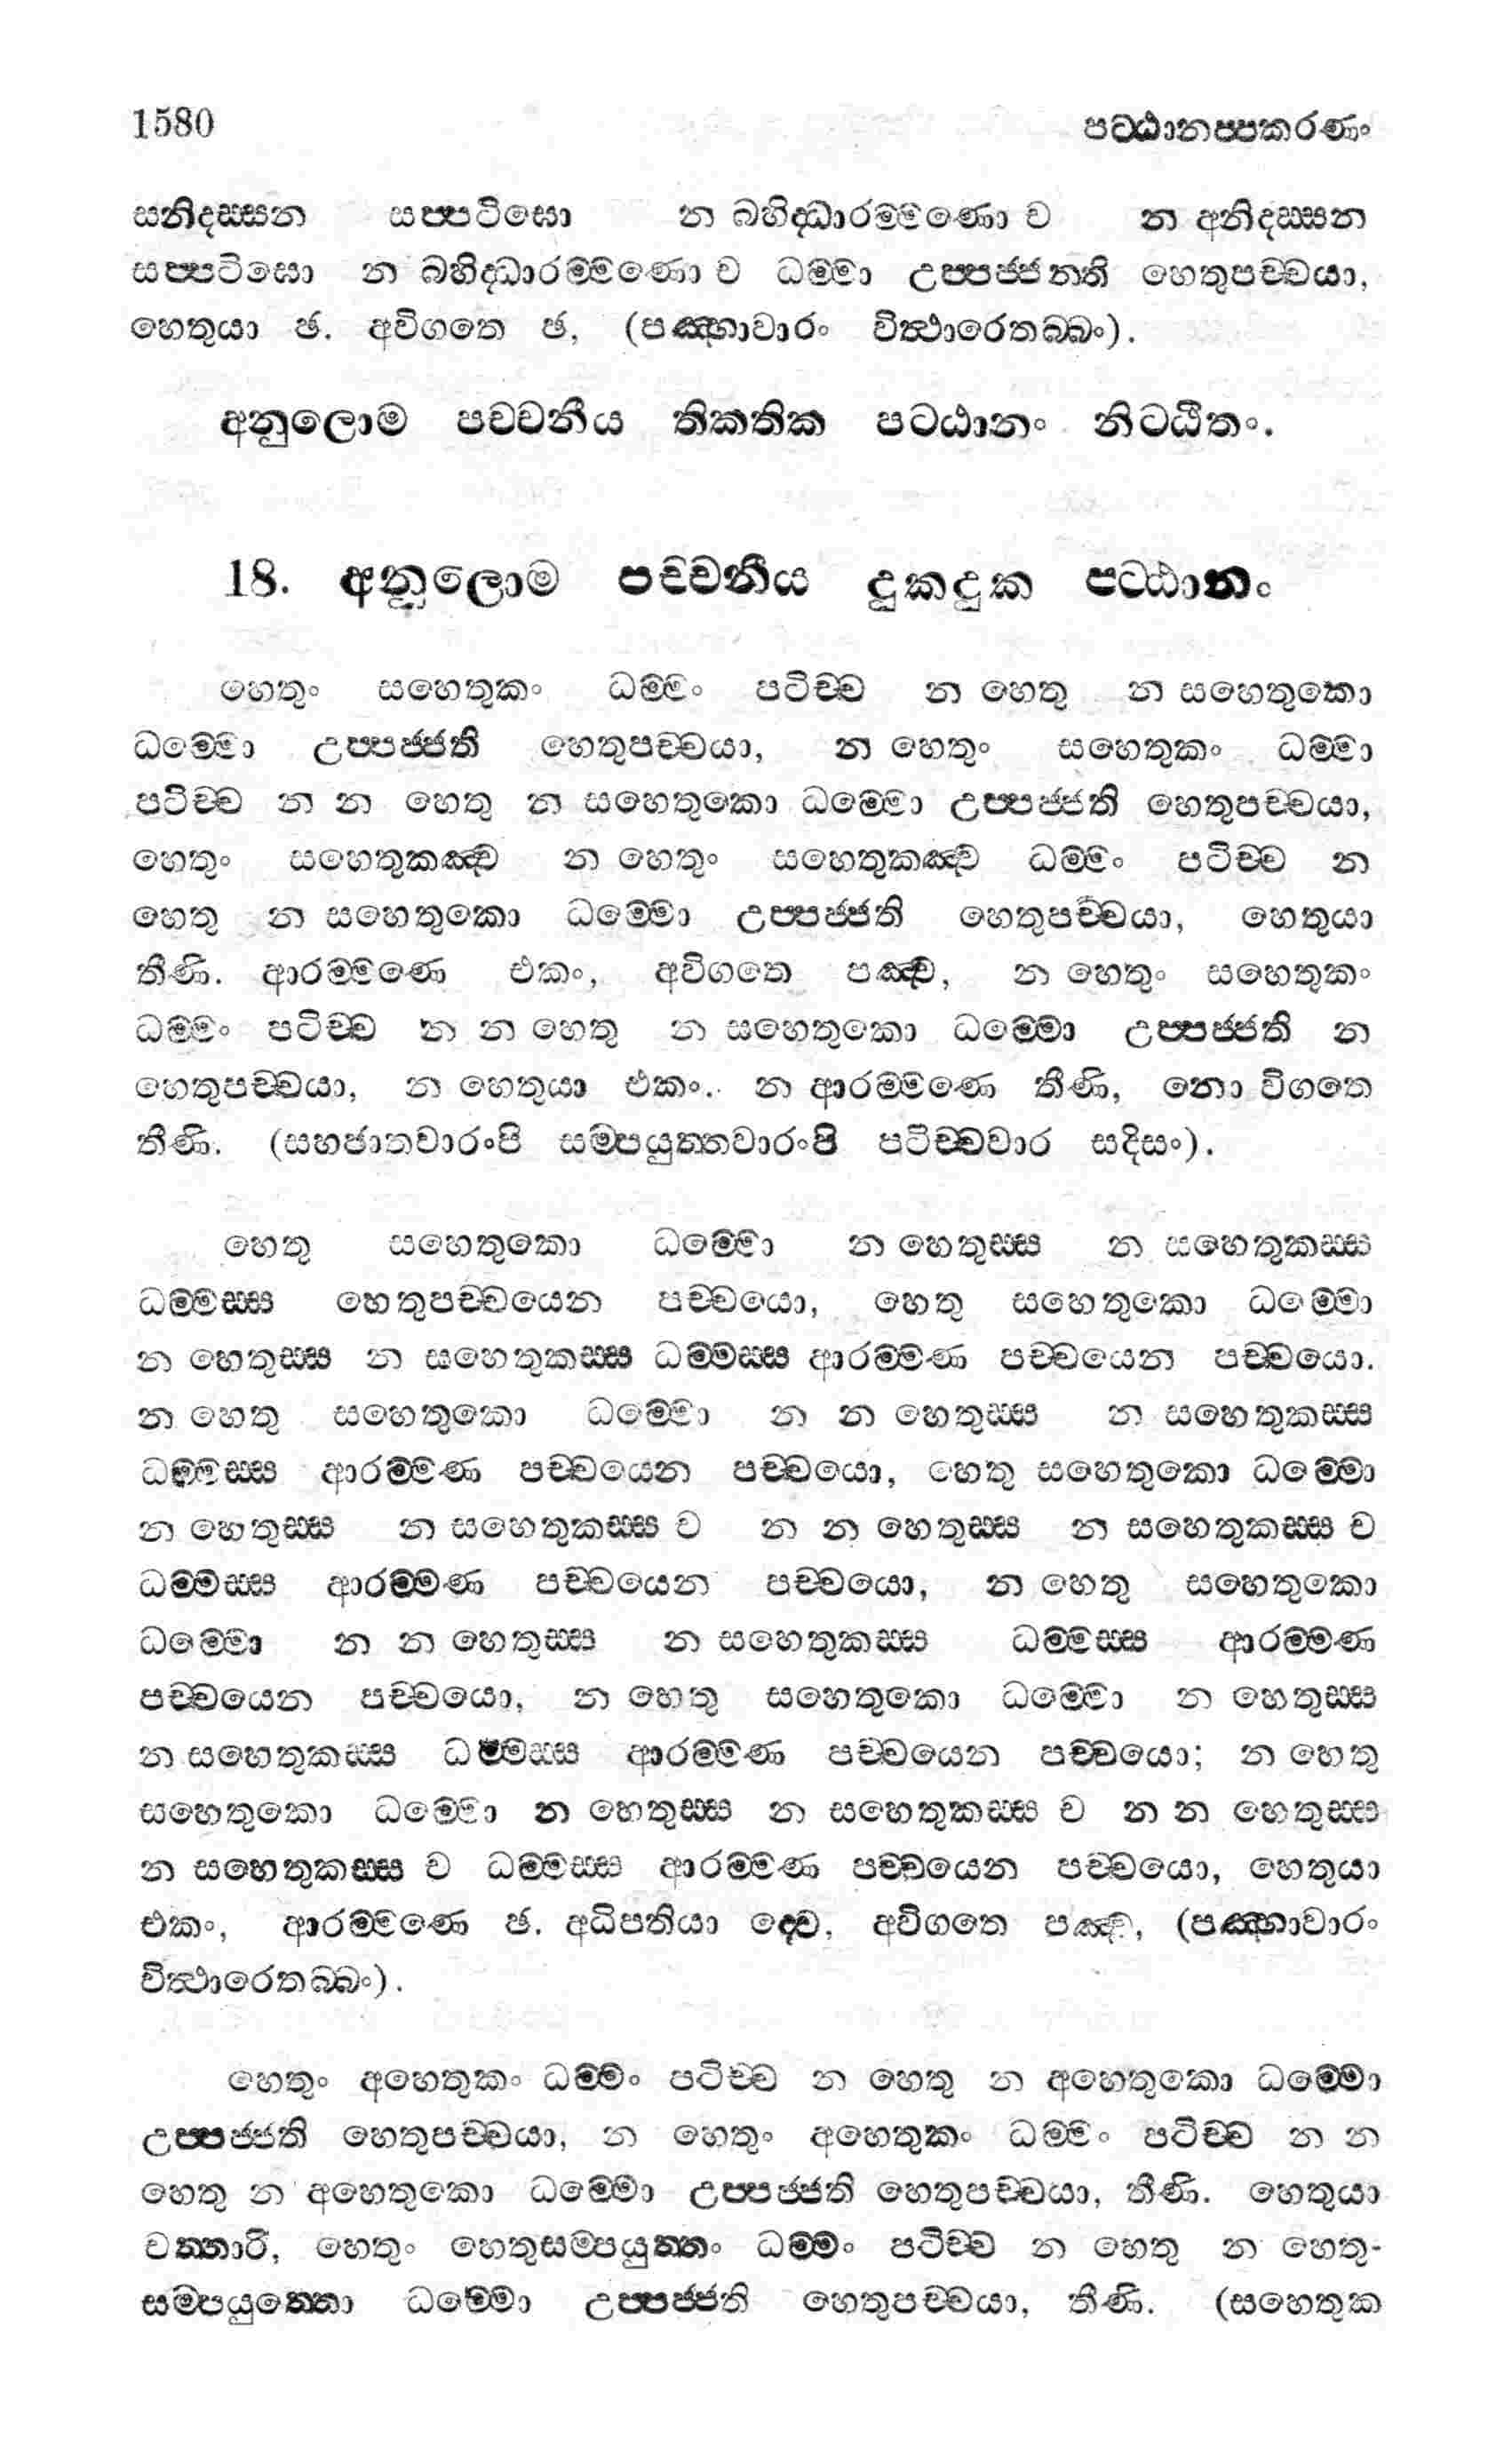 1580 පට්ඨානප්පකරණං
සනිදස්සන සප්පටිඝො න බහිද්ධාරම්මණො ච න අනිදස්සන
සප්පටිඝො න බහිද්ධාරම්මණො ච ධම්මා උප්පජ්ජන්ති හෙතුපච්චයා,
හෙතුයා ඡ. අවිගතෙ ඡ, (පඤ්හාවාරං විත්ථාරෙතබ්බං).
අනුලොම පච්චනීය තිකතික පට්ඨානං නිට්ඨිතං.
18. අනුලොම පච්චනීය දුකදුක පට්ඨානං
හෙතුං සහෙතුකං ධම්මං පටිච්ච න හෙතු න සහෙතුකො
ධම්මො උප්පජ්ජති හෙතුපච්චයා, න හෙතුං සහෙතුකං ධම්මා
පටිච්ච න න හෙතු න සහෙතුකො ධම්මො උප්පජ්ජති හෙතුපච්චයා,
හෙතුං සහෙතුකඤ්ච න හෙතුං සහෙතුකඤ්ච ධම්මං පටිච්ච න
හෙතු න සහෙතුකො ධම්මො උප්පජ්ජති හෙතුපච්චයා, හෙතුයා
තීණි. ආරම්මණෙ එකං, අවිගතෙ පඤ්ච, න හෙතුං සහෙතුකං
ධම්මං පටිච්ච න න හෙතු න සහෙතුකො ධම්මො උප්පජ්ජති න
හෙතුපච්චයා, න හෙතුයා එකං. න ආරම්මණෙ තීණි, නො විගතෙ
තීණි. (සහජාතවාරංපි සම්පයුත්තවාරංපි පටිච්චවාර සදිසං).
හෙතු සහෙතුකො ධම්මො න හෙතුස්ස න සහෙතුකස්ස
ධම්මස්ස හෙතුපච්චයෙන පච්චයො, හෙතු සහෙතුකො ධම්මො
න හෙතුස්ස න සහෙතුකස්ස ධම්මස්ස ආරම්මණ පච්චයෙන පච්චයො.
න හෙතු සහෙතුකො ධම්මො න න හෙතුස්ස න සහෙතුකස්ස
ධම්මස්ස ආරම්මණ පච්චයෙන පච්චයො, හෙතු සහෙතුකො ධම්මො
න හෙතුස්ස න සහෙතුකස්ස ච න න හෙතුස්ස න සහෙතුකස්ස ච
ධම්මස්ස ආරම්මණ පච්චයෙන පච්චයො, න හෙතු සහෙතුකො
ධම්මො න න හෙතුස්ස න සහෙතුකස්ස ධම්මස්ස ආරම්මණ
පච්චයෙන පච්චයො, න හෙතු සහෙතුකො ධම්මො න හෙතුස්ස
න සහෙතුකස්ස ධම්මස්ස ආරම්මණ පච්චයෙන පච්චයො; න හෙතු
සහෙතුකො ධම්මො න හෙතුස්ස න සහෙතුකස්ස ච න න හෙතුස්ස
න සහෙතුකස්ස ච ධම්මස්ස ආරම්මණ පච්චයෙන පච්චයො, හෙතුයා
එකං, ආරම්මණෙ ඡ. අධිපතියා ද්වෙ, අවිගතෙ පඤ්ච, (පඤ්හාවාරං
විත්ථාරෙතබ්බං).
හෙතුං අහෙතුකං ධම්මං පටිච්ච න හෙතු න අහෙතුකො ධම්මො
උප්පජ්ජති හෙතුපච්චයා, න හෙතුං අහෙතුකං ධම්මං පටිච්ච න න
හෙතු න අහෙතුකො ධම්මො උප්පජ්ජති හෙතුපච්චයා, තීණි. හෙතුයා
චත්තාරි, හෙතුං හෙතුසම්පයුත්තං ධම්මං පටිච්ච න හෙතු න හෙතු-
සම්පයුත්තො ධම්මො උප්පජ්ජති හෙතුපච්චයා, තීණි. (සහෙතුක